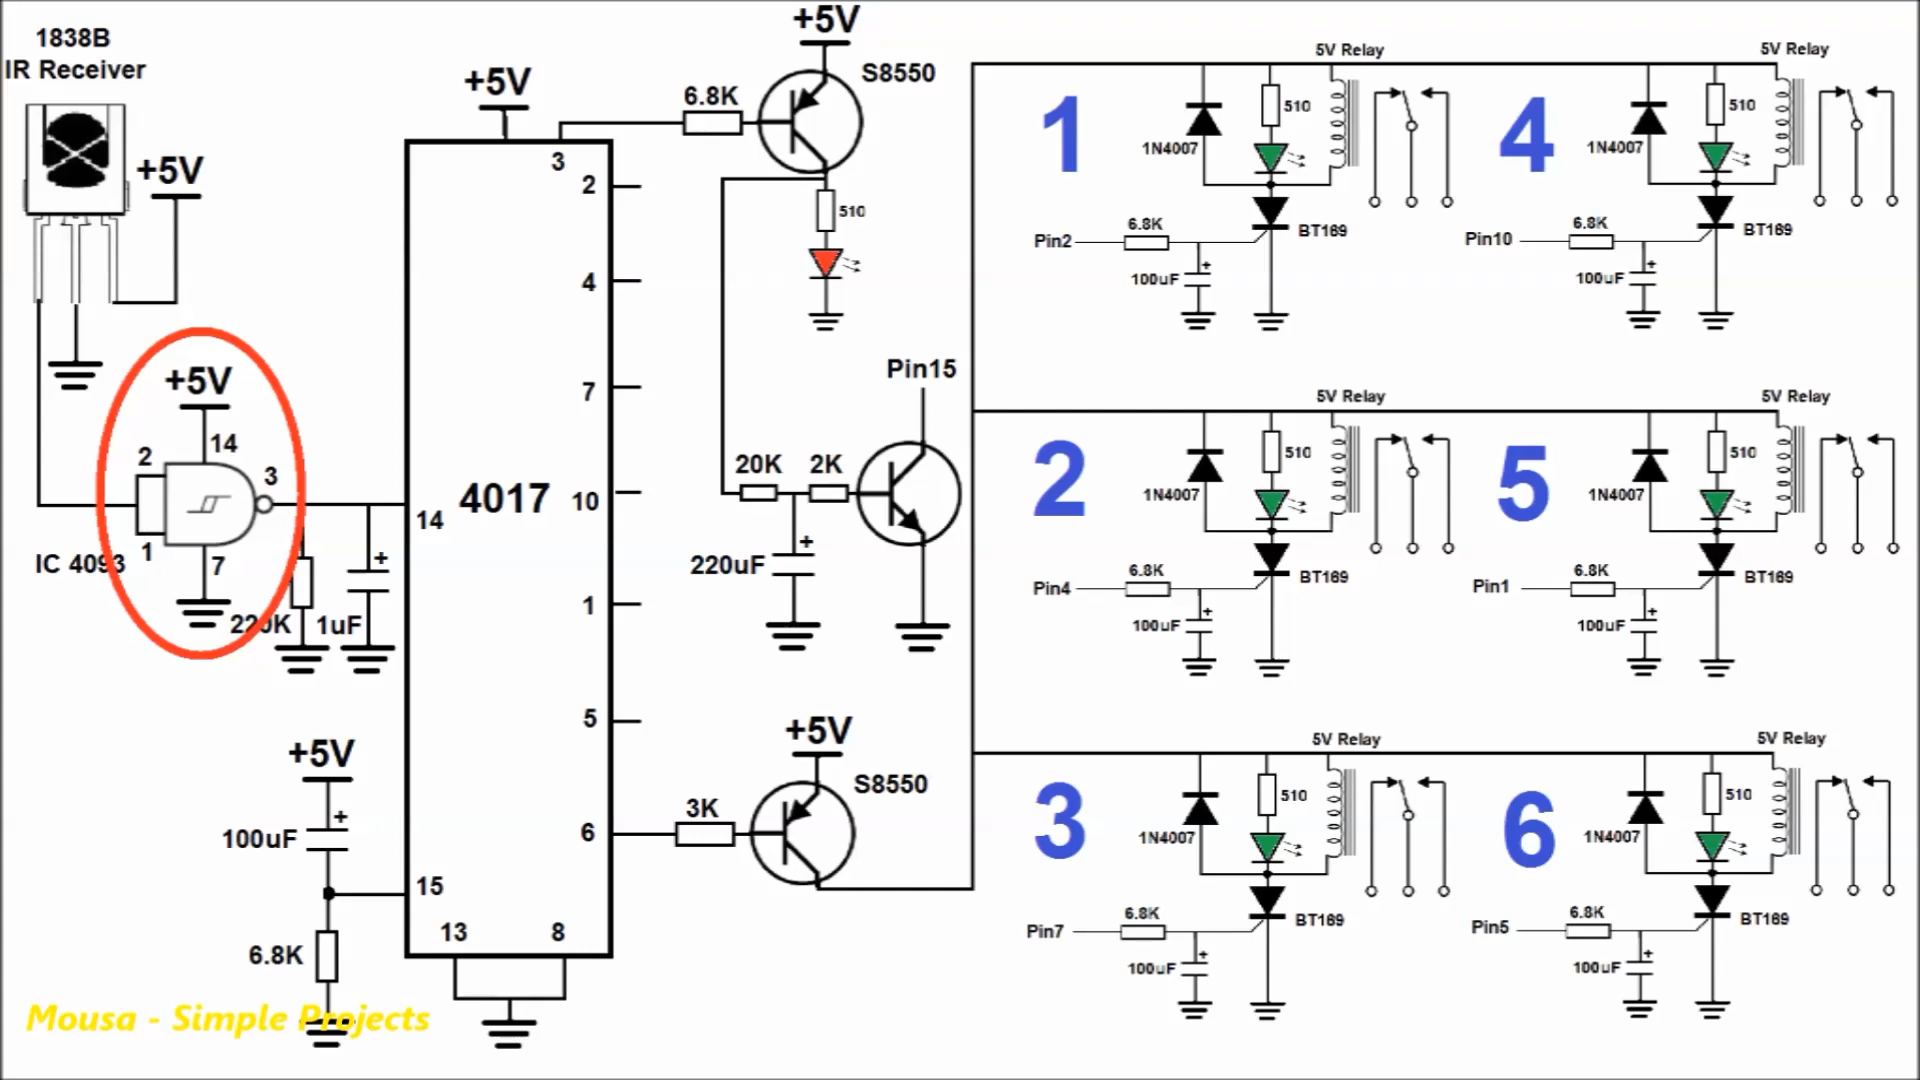 1838B
IR Receiver
+5V
+5V
14
2
3
1
7
IC 4093
220K
1uF
+5V
100uF
6.8K
+5V
4017
3
2
4
7
10
1
5
6
14
15
13
8
6.8K
+5V
S8550
510
Pin15
20K
2K
220uF
3K
+5V
S8550
1
5V Relay
510
1N4007
Pin2
6.8K
BT169
100uF
4
5V Relay
510
1N4007
Pin10
6.8K
BT169
100uF
2
5V Relay
510
1N4007
Pin4
6.8K
BT169
100uF
5
5V Relay
510
1N4007
Pin1
6.8K
BT169
100uF
3
5V Relay
510
1N4007
Pin7
6.8K
BT169
100uF
6
5V Relay
510
1N4007
Pin5
6.8K
BT169
100uF
+
+
+
+
+
+
+
+
+
Mousa - Simple Projects